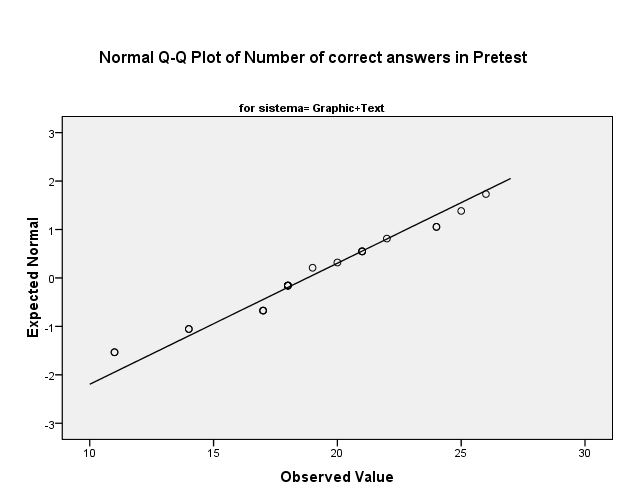 Normal Q-Q Plot of Number of correct answers in Pretest
for sistema= Graphic+Text
Expected Normal
3
2
1
0
-1
-2
-3
10 15 20 25 30
Observed Value